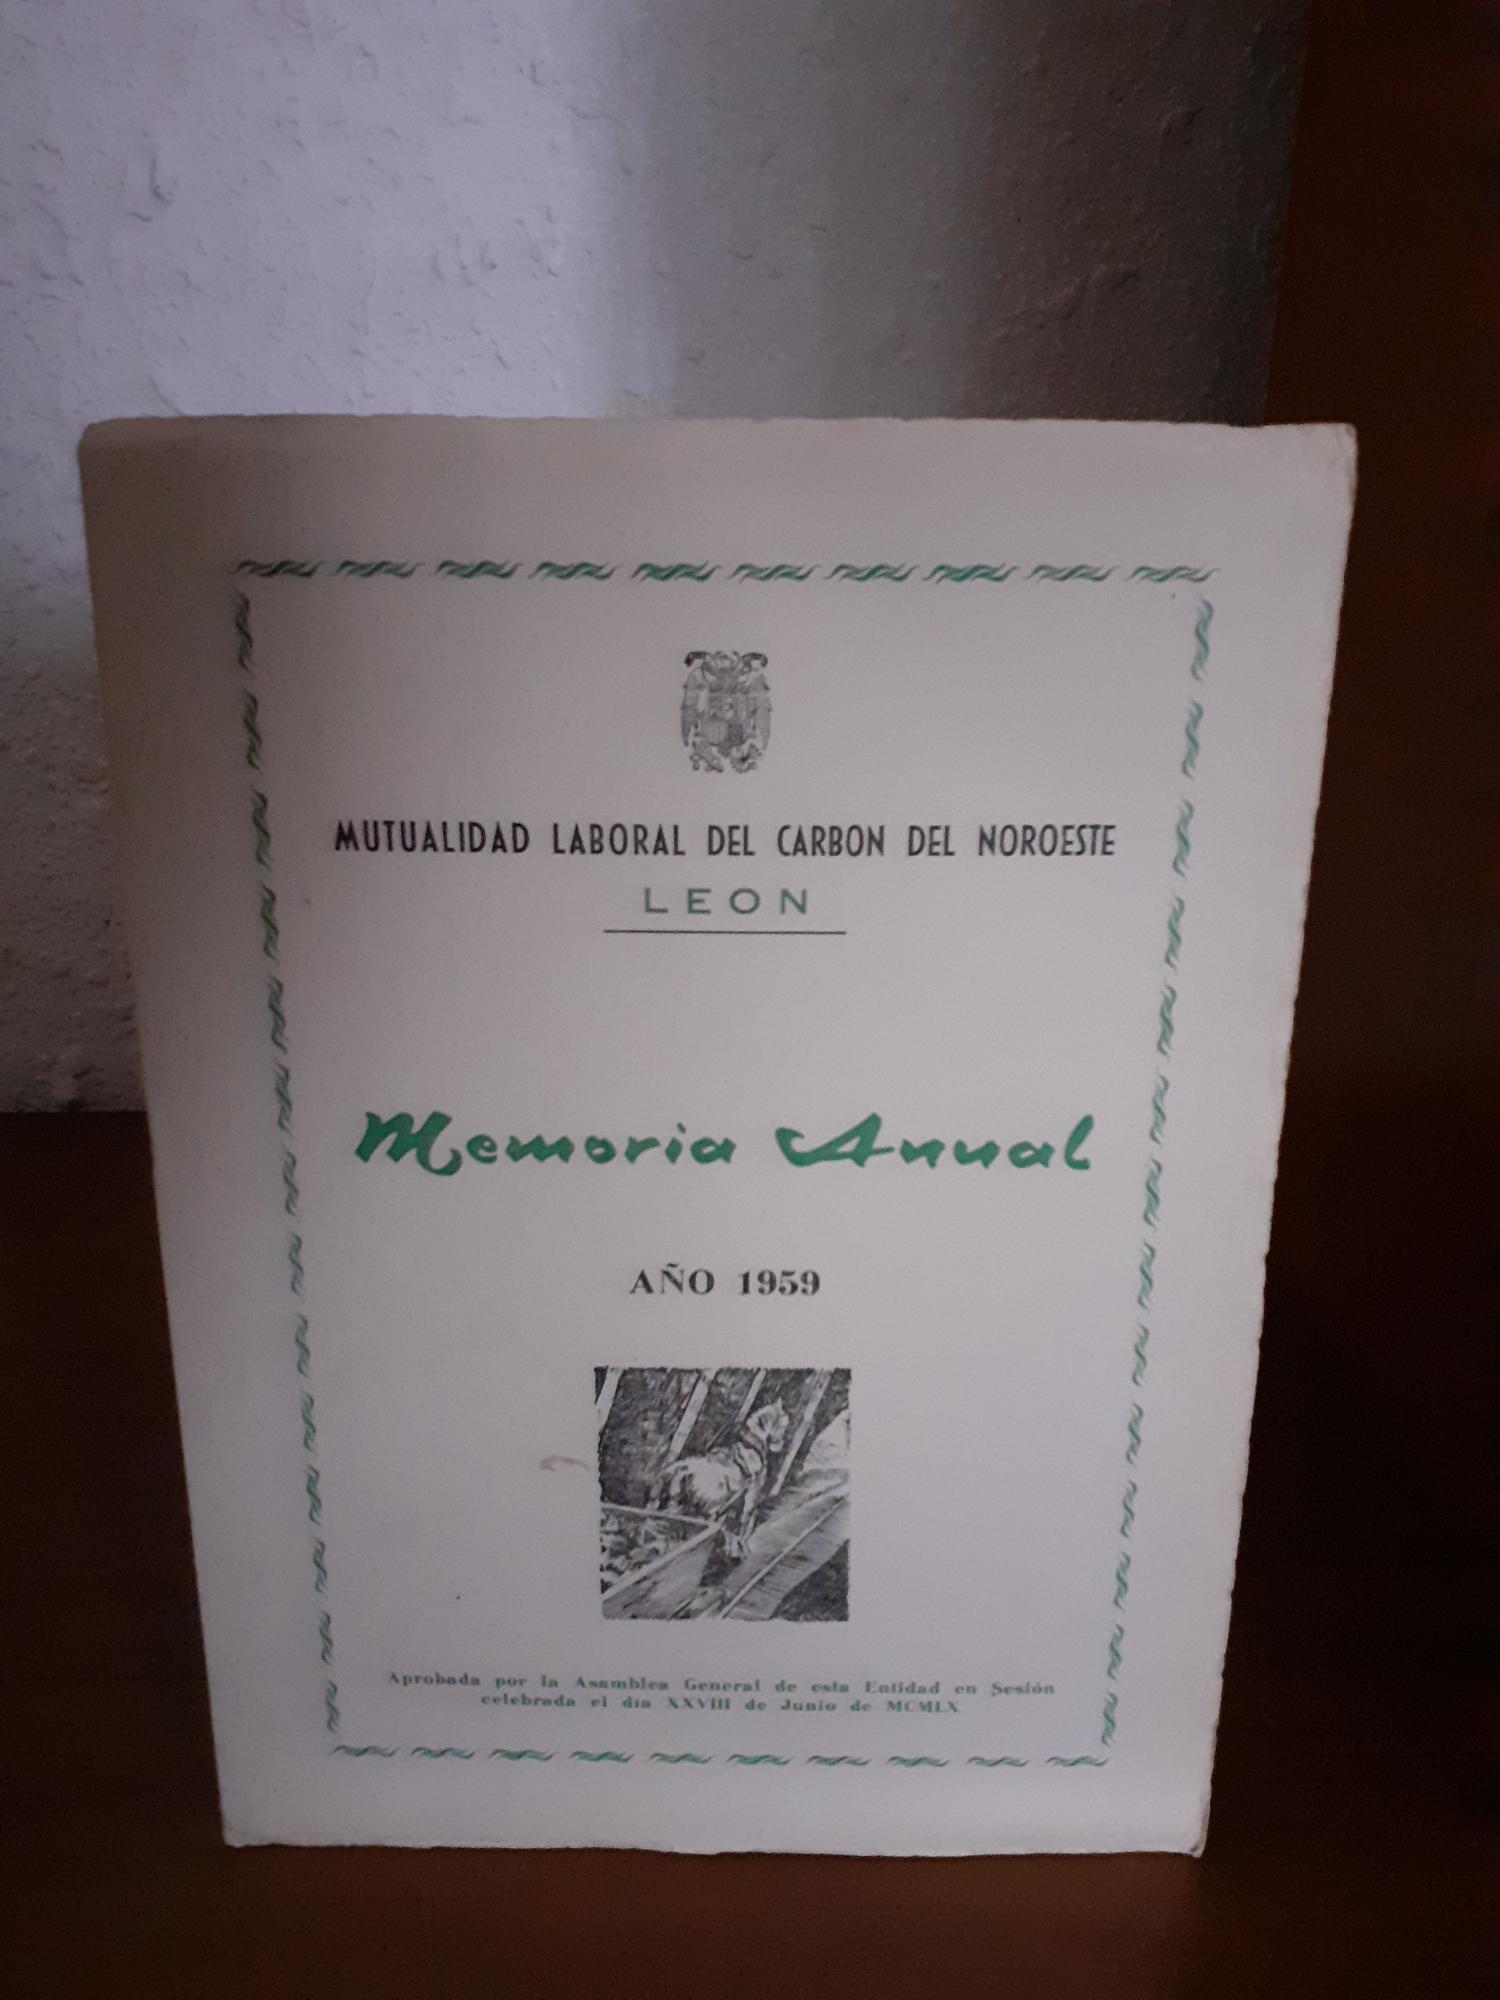 MUTUALIDAD LABORAL DEL CARBON DEL NOROESTE
LEON
Memoria Anual
AÑO 1959
Aprobada por la Asamblea General de esta Entidad en Sesión
celebrada el día XXVIII de Junio de MCMLX